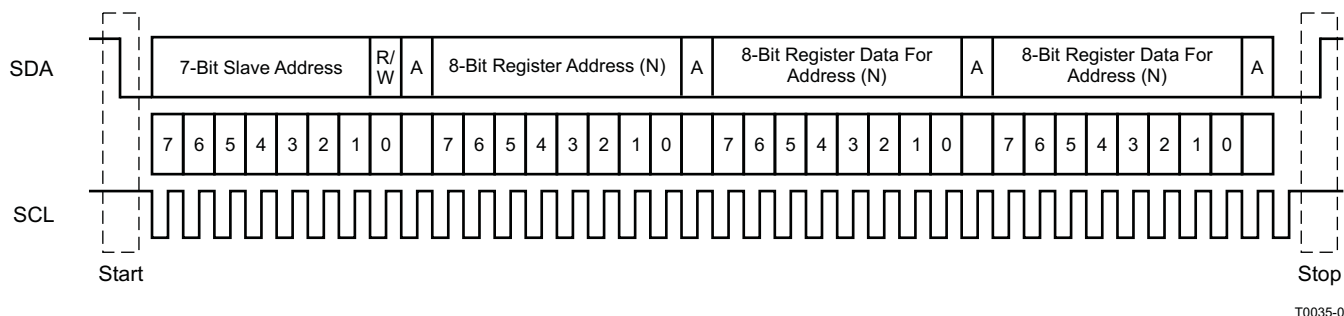 SDA
7-Bit Slave Address
R/
W
A
8-Bit Register Address (N)
A
8-Bit Register Data For
Address (N)
A
8-Bit Register Data For
Address (N)
A
7 6 5 4 3 2 1 0 7 6 5 4 3 2 1 0 7 6 5 4 3 2 1 0 7 6 5 4 3 2 1 0
SCL
Start
Stop
T0035-0